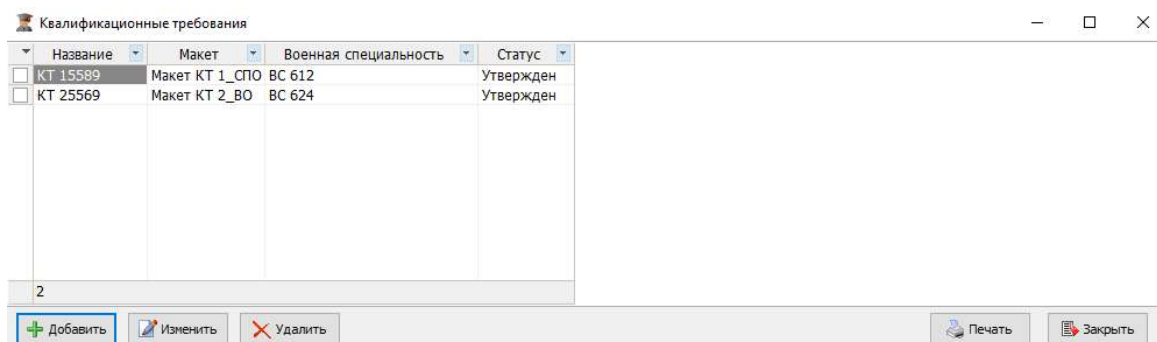 Квалификационные требования
Название Макет Военная специальность Статус
КТ 15589 Макет КТ 1_СПО ВС 612 Утвержден
КТ 25569 Макет КТ 2_ВО ВС 624 Утвержден
2
Добавить Изменить Удалить Печать Закрыть